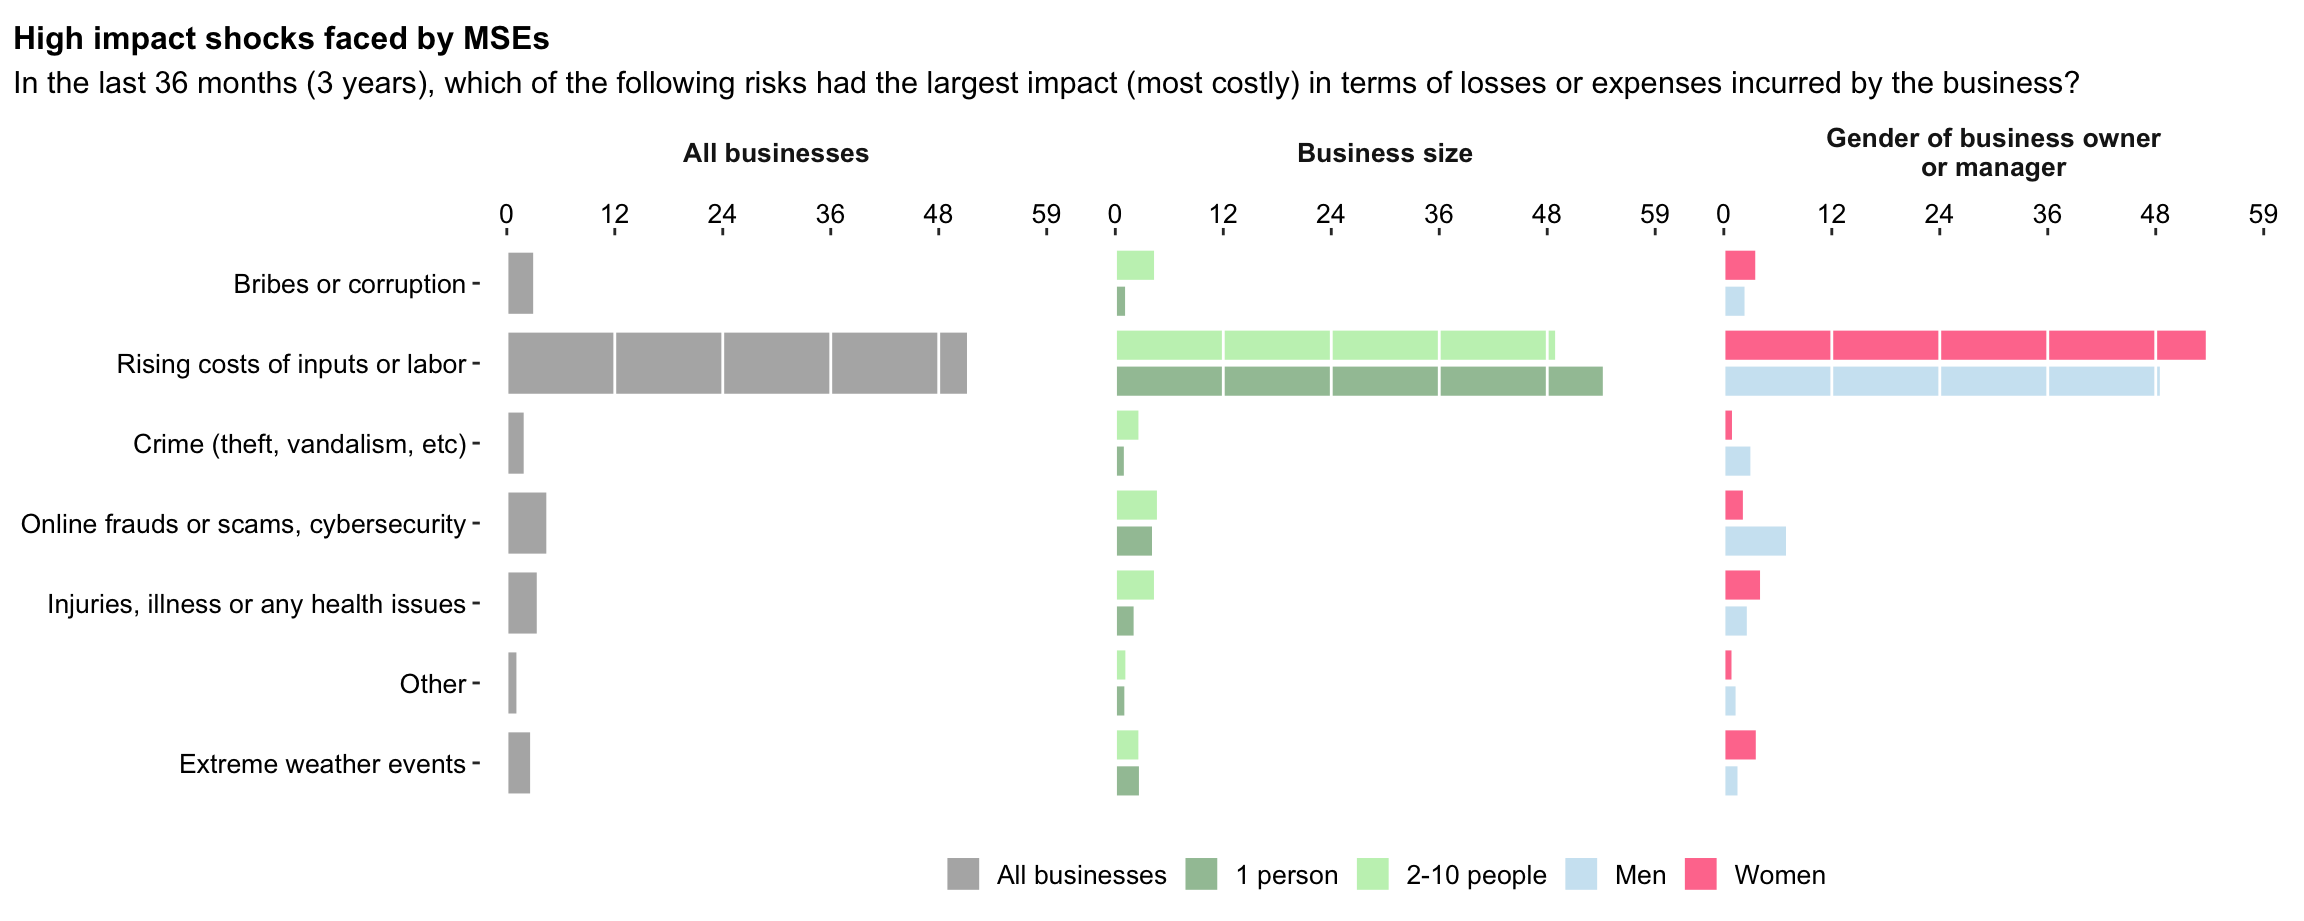 High impact shocks faced by MSEs
In the last 36 months (3 years), which of the following risks had the largest impact (most costly) in terms of losses or expenses incurred by the business?
All businesses
Business size
Gender of business owner
or manager
0 12 24 36 48 59
0 12 24 36 48 59
0 12 24 36 48 59
Bribes or corruption
Rising costs of inputs or labor
Crime (theft, vandalism, etc)
Online frauds or scams, cybersecurity
Injuries, illness or any health issues
Other
Extreme weather events
All businesses 1 person 2-10 people Men Women